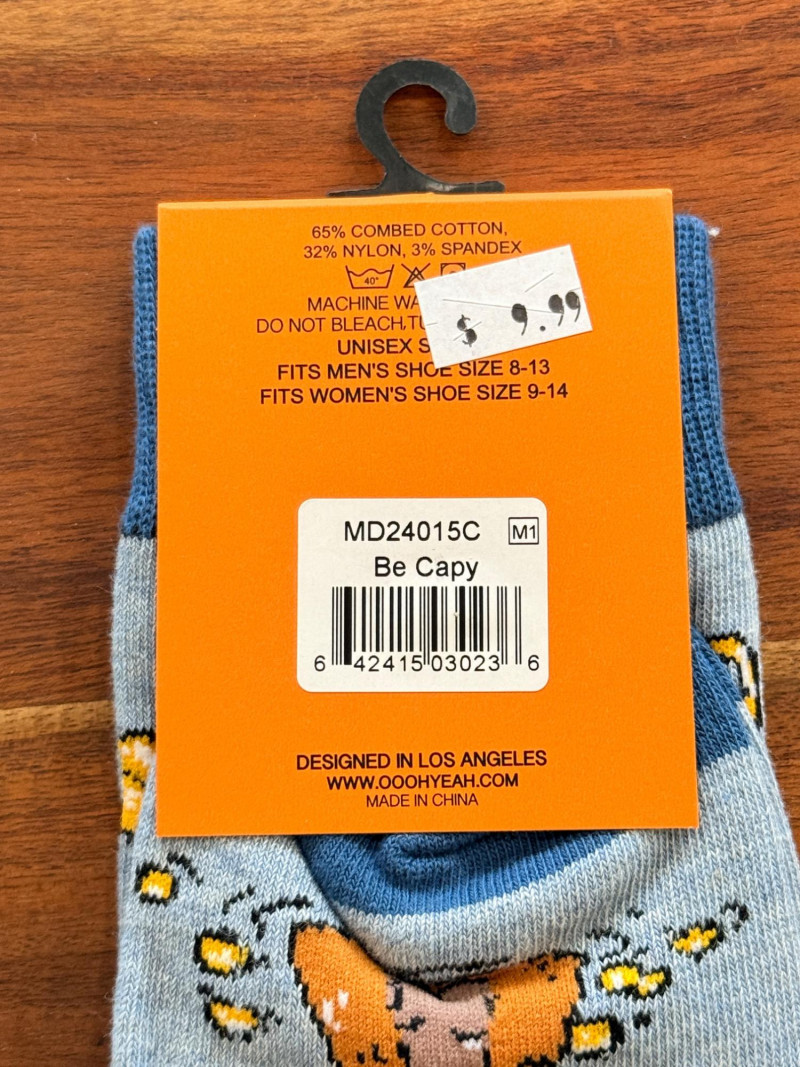 65% COMBED COTTON,
32% NYLON, 3% SPANDEX
40°
$ 9.99
MACHINE
DO NOT BLEACH,
UNISEX
FITS MEN'S SHOE SIZE 8-13
FITS WOMEN'S SHOE SIZE 9-14
MD24015C M1
Be Capy
6 42415 03023 6
DESIGNED IN LOS ANGELES
WWW.OOOHYEAH.COM
MADE IN CHINA